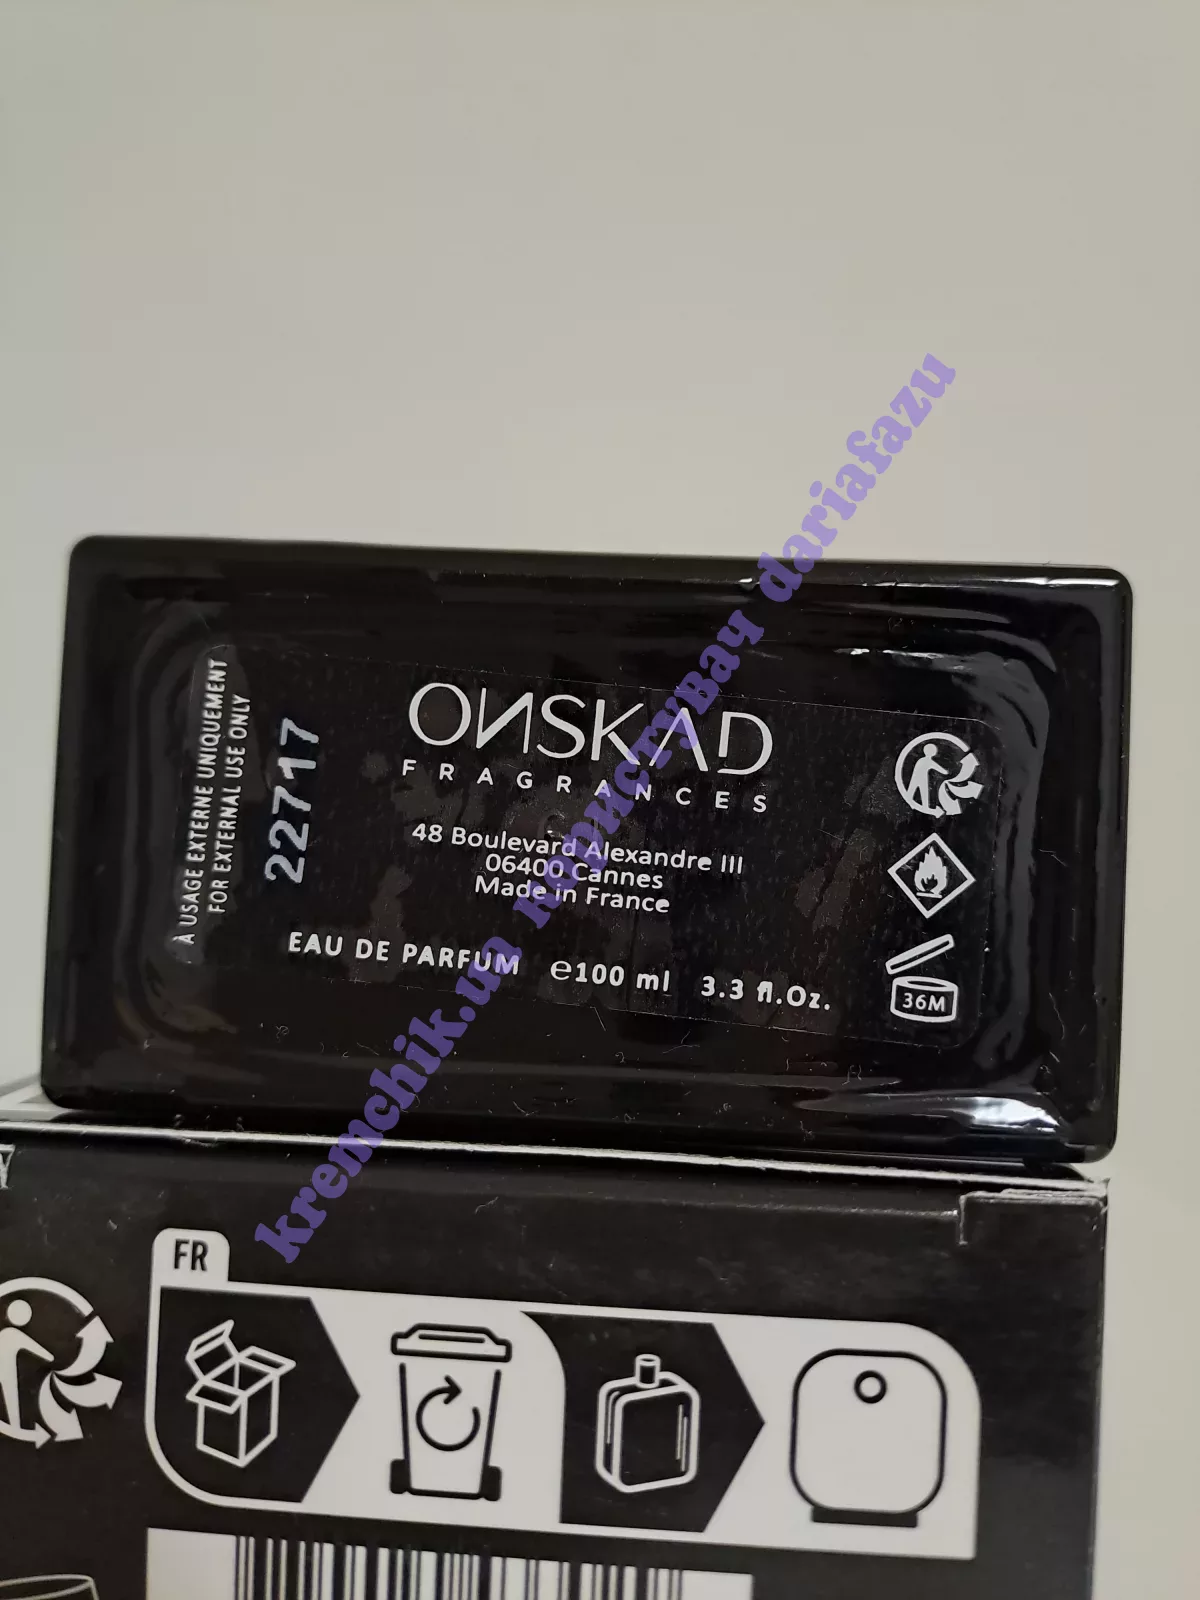 À USAGE EXTERNE UNIQUEMENT
FOR EXTERNAL USE ONLY
22717
ONSKAD
FRAGRANCES
48 Boulevard Alexandre III
06400 Cannes
Made in France
EAU DE PARFUM e100 ml 3.3 fl.Oz.
36M
kremchik.ua користувач dariafazu
Y
FR